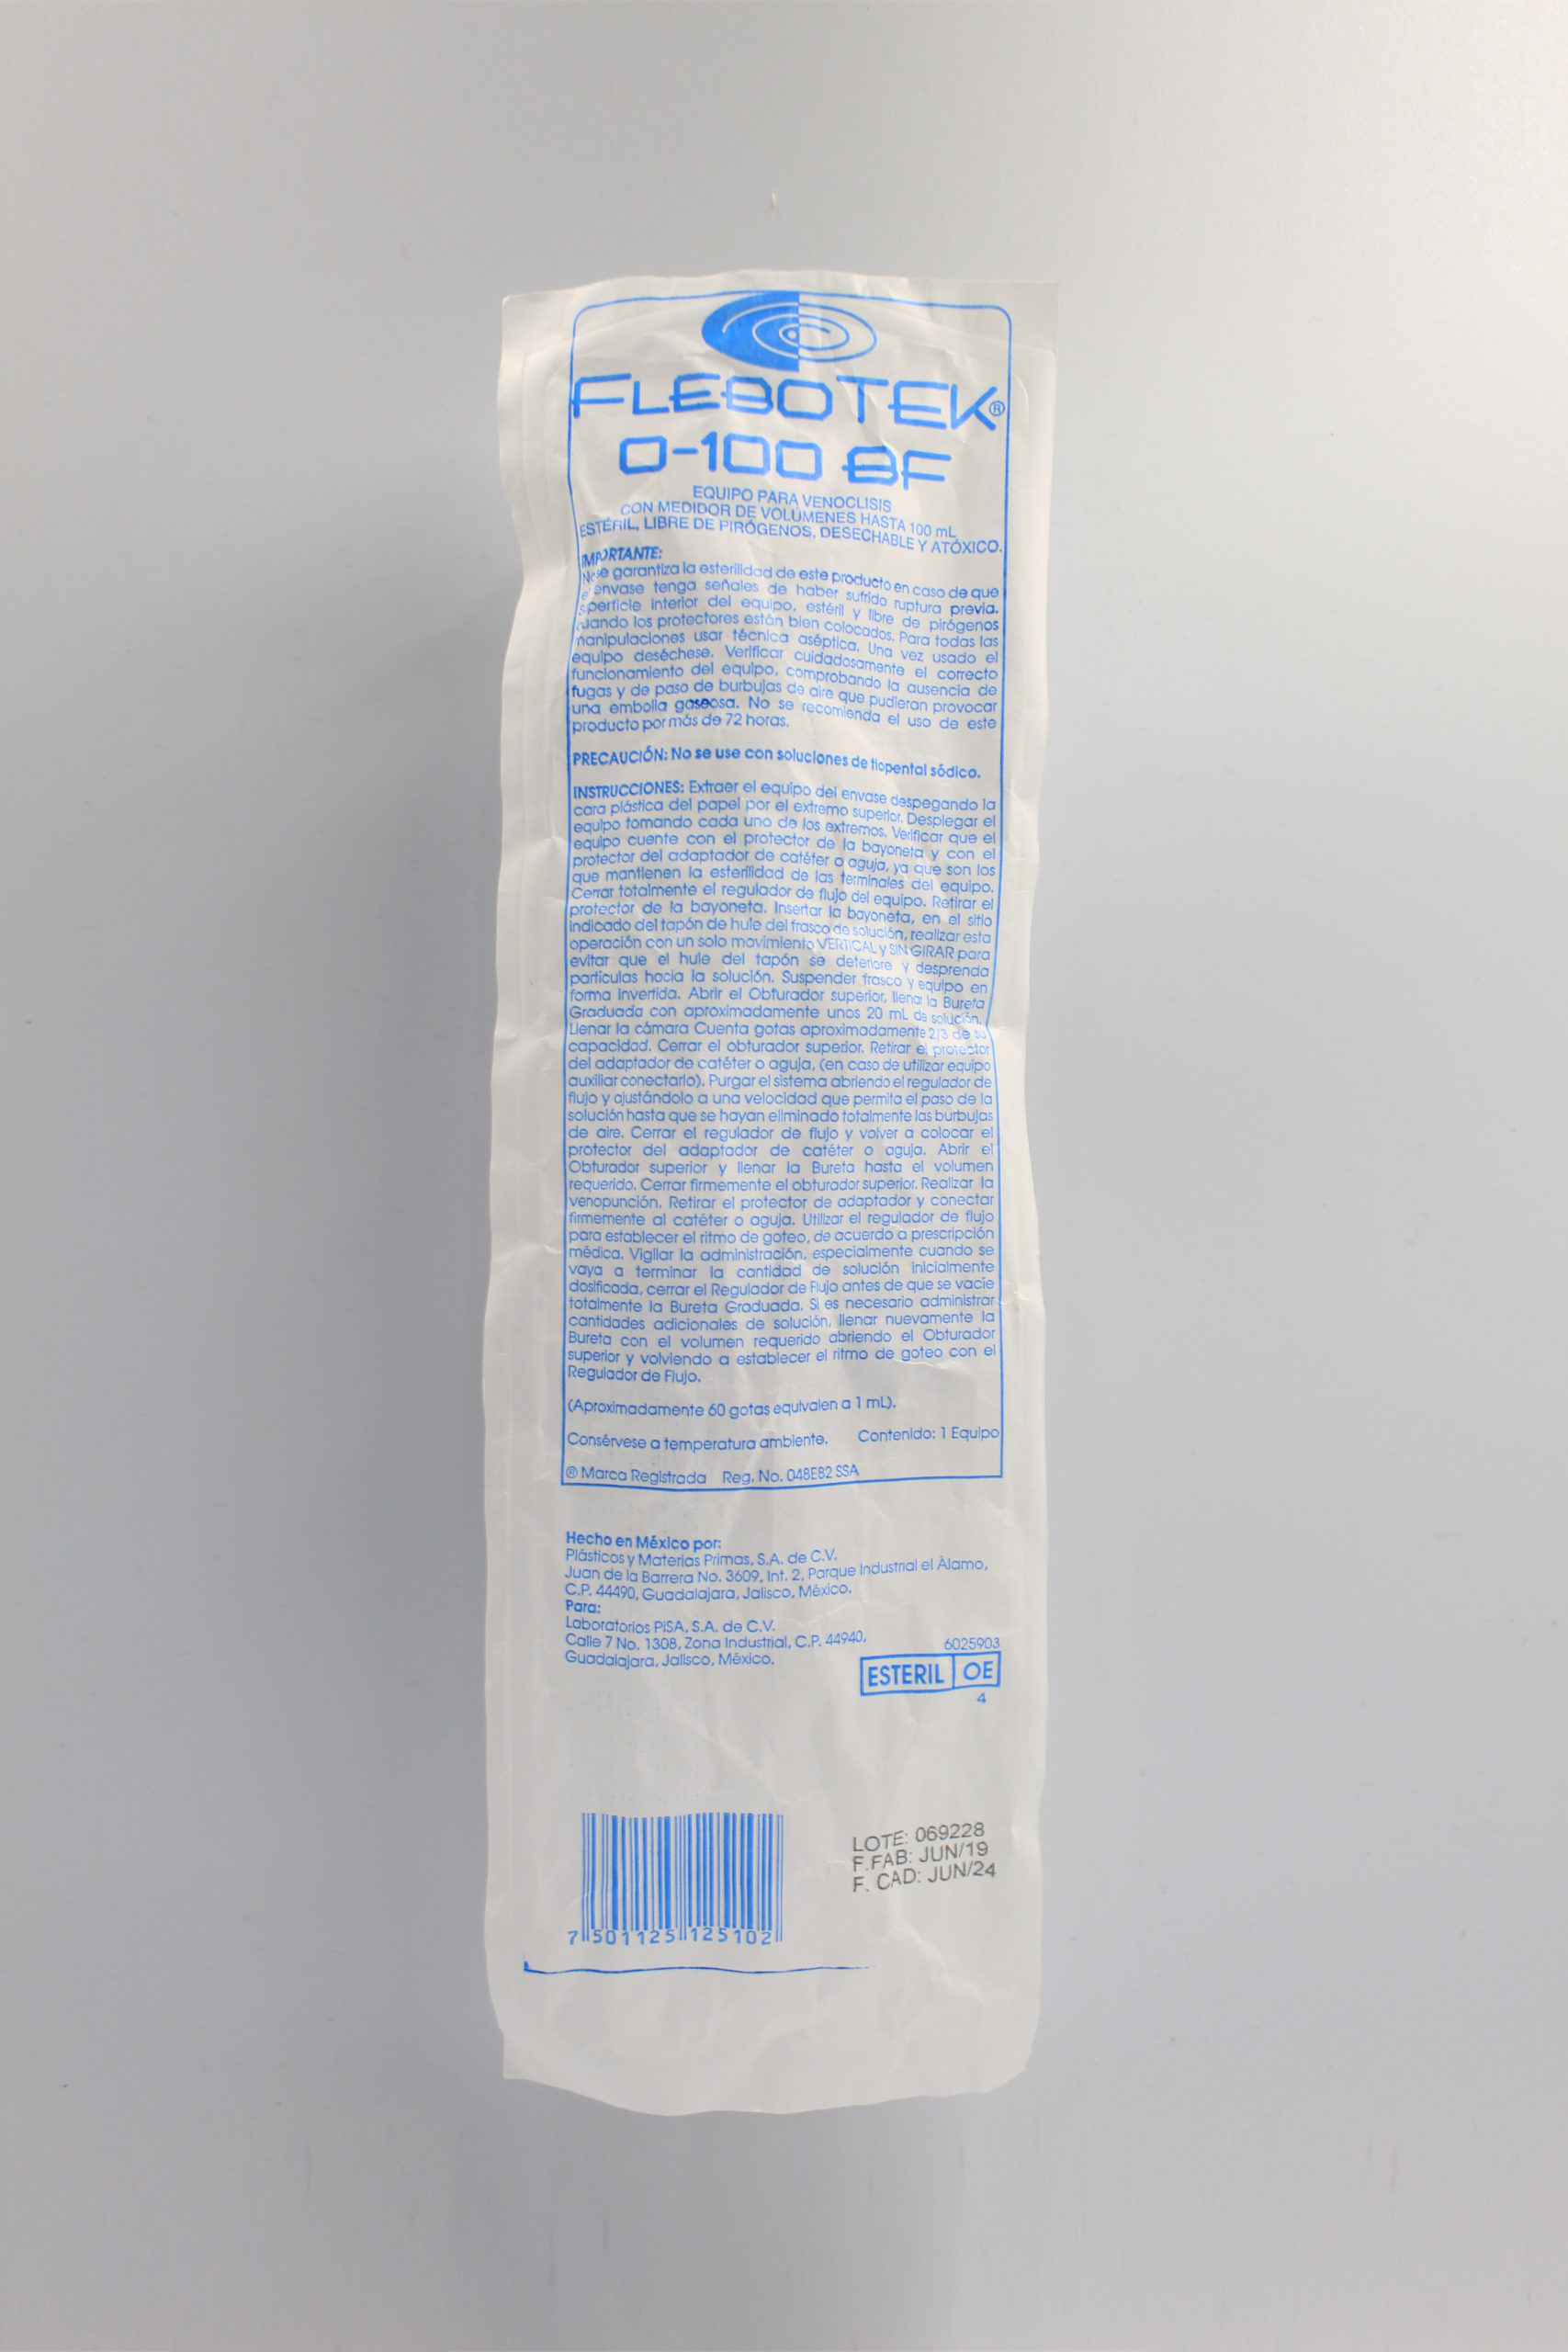 FLEBOTEK®
0-100 BF
EQUIPO PARA VENOCLISIS
CON MEDIDOR DE VOLÚMENES HASTA 100 mL
ESTÉRIL, LIBRE DE PIRÓGENOS, DESECHABLE Y ATÓXICO.
IMPORTANTE:
No se garantiza la esterilidad de este producto en caso de que
el envase tenga señales de haber sufrido ruptura previa.
superficie interior del equipo, estéril y libre de pirógenos
cuando los protectores están bien colocados. Para todas las
manipulaciones usar técnica aséptica. Una vez usado el
equipo deséchese. Verificar cuidadosamente el correcto
funcionamiento del equipo, comprobando la ausencia de
fugas y de paso de burbujas de aire que pudieran provocar
una embolia gaseosa. No se recomienda el uso de este
producto por más de 72 horas.
PRECAUCIÓN: No se use con soluciones de tiopental sódico.
INSTRUCCIONES: Extraer el equipo del envase despegando la
cara plástica del papel por el extremo superior. Desplegar el
equipo tomando cada uno de los extremos. Verificar que el
equipo cuente con el protector de la bayoneta y con el
protector del adaptador de catéter o aguja, ya que son los
que mantienen la esterilidad de las terminales del equipo.
Cerrar totalmente el regulador de flujo del equipo. Retirar el
protector de la bayoneta. Insertar la bayoneta, en el sitio
indicado del tapón de hule del frasco de solución, realizar esta
operación con un solo movimiento VERTICAL y SIN GIRAR para
evitar que el hule del tapón se deteriore y desprenda
partículas hacia la solución. Suspender frasco y equipo en
forma invertida. Abrir el Obturador superior, llenar la Bureta
Graduada con aproximadamente unos 20 mL de solución.
Llenar la cámara Cuenta gotas aproximadamente 2/3 de su
capacidad. Cerrar el obturador superior. Retirar el protector
del adaptador de catéter o aguja, (en caso de utilizar equipo
auxiliar conectarlo). Purgar el sistema abriendo el regulador de
flujo y ajustándolo a una velocidad que permita el paso de la
solución hasta que se hayan eliminado totalmente las burbujas
de aire. Cerrar el regulador de flujo y volver a colocar el
protector del adaptador de catéter o aguja. Abrir el
Obturador superior y llenar la Bureta hasta el volumen
requerido. Cerrar firmemente el obturador superior. Realizar la
venopunción. Retirar el protector de adaptador y conectar
firmemente al catéter o aguja. Utilizar el regulador de flujo
para establecer el ritmo de goteo, de acuerdo a prescripción
médica. Vigilar la administración, especialmente cuando se
vaya a terminar la cantidad de solución inicialmente
dosificada, cerrar el Regulador de Flujo antes de que se vacíe
totalmente la Bureta Graduada. Si es necesario administrar
cantidades adicionales de solución, llenar nuevamente la
Bureta con el volumen requerido abriendo el Obturador
superior y volviendo a establecer el ritmo de goteo con el
Regulador de Flujo.
(Aproximadamente 60 gotas equivalen a 1 mL).
Consérvese a temperatura ambiente. Contenido: 1 Equipo
® Marca Registrada Reg. No. 048E82 SSA
Hecho en México por:
Plásticos y Materias Primas, S.A. de C.V.
Juan de la Barrera No. 3609, Int. 2, Parque Industrial el Álamo,
C.P. 44490, Guadalajara, Jalisco, México.
Para:
Laboratorios PiSA, S.A. de C.V.
Calle 7 No. 1308, Zona Industrial, C.P. 44940,
Guadalajara, Jalisco, México.
6025903
ESTERIL OE
4
LOTE: 069228
F.FAB: JUN/19
F. CAD: JUN/24
7 501125 125102